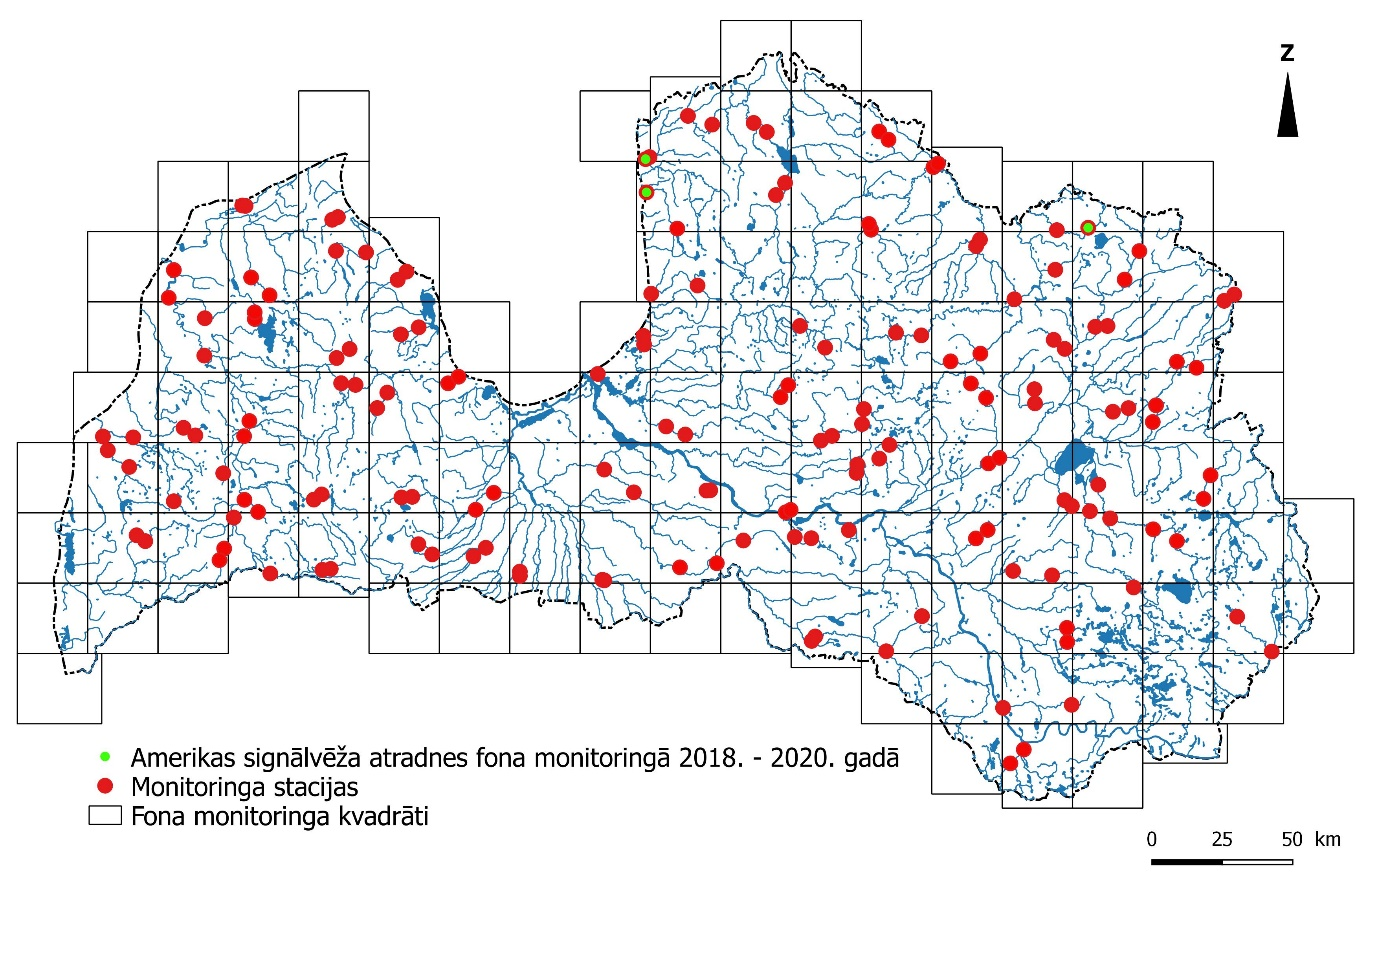 Z
Amerikas signālvēža atradnes fona monitoringā 2018. - 2020. gadā
Monitoringa stacijas
Fona monitoringa kvadrāti
0 25 50 km